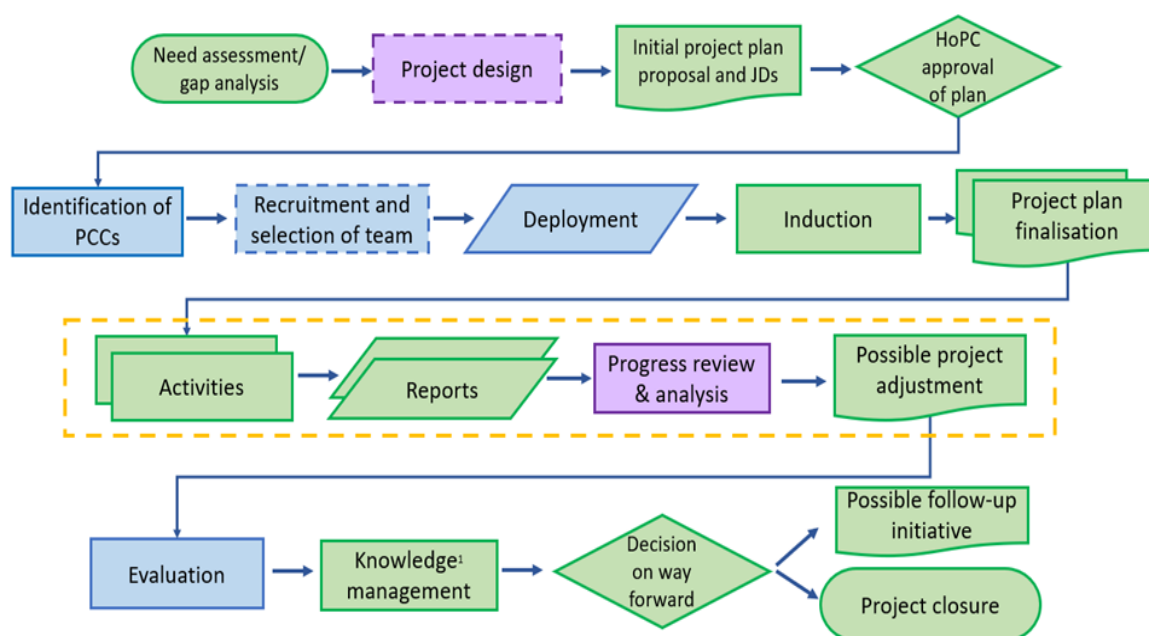 Need assessment/
gap analysis
Project design
Initial project plan
proposal and JDs
HoPC
approval
of plan
Identification of
PCCs
Recruitment and
selection of team
Deployment
Induction
Project plan
finalisation
Activities
Reports
Progress review
& analysis
Possible project
adjustment
Evaluation
Knowledge¹
management
Decision
on way
forward
Possible follow-up
initiative
Project closure